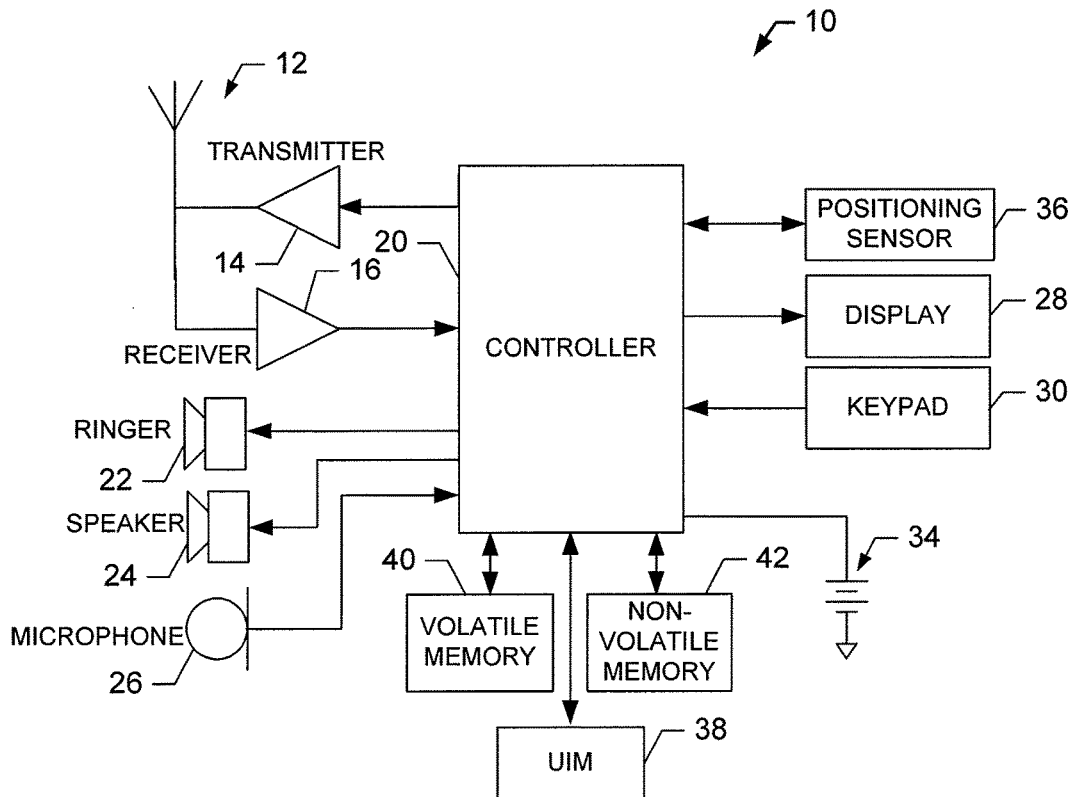 10
12
TRANSMITTER
14
20
16
RECEIVER
CONTROLLER
POSITIONING
SENSOR
36
DISPLAY
28
KEYPAD
30
RINGER
22
SPEAKER
24
MICROPHONE
26
40
VOLATILE
MEMORY
42
NON-
VOLATILE
MEMORY
34
UIM
38